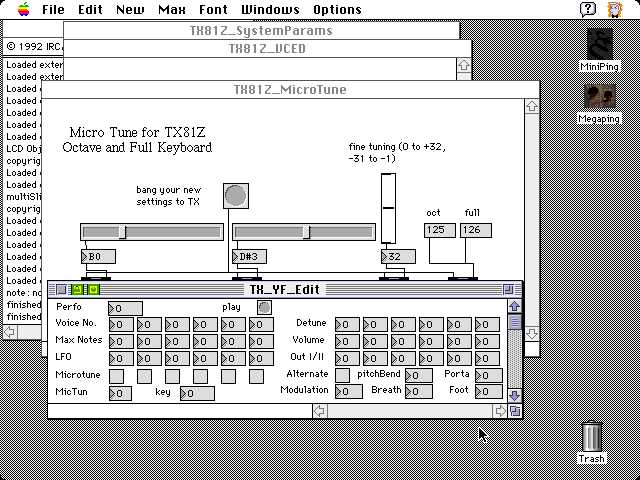 File Edit New Max Font Windows Options
TX81Z_SystemParams
TX81Z_VCED
© 1992 IRC
TX81Z_MicroTune
Loaded exter
Loaded exter
Loaded e
Loaded e
Loaded e
Loaded e
Loaded e
LCD Obj
copyrig
Loaded e
Loaded e
multiSli
copyrig
Loaded e
Loaded e
Loaded e
Loaded e
Loaded e
Loaded e
note : no
finished
finished
MiniPing
Megaping
Micro Tune for TX81Z
Octave and Full Keyboard
fine tuning (0 to +32,
-31 to -1)
bang your new
settings to TX
oct full
125 126
B0 D#3 32
TX_YF_Edit
Perfo 0 play
Voice No. 0 0 0 0 0 0 Detune 0 0 0 0 0 0
Max Notes 0 0 0 0 0 0 Volume 0 0 0 0 0 0
LFO 0 0 0 0 0 0 Out I/II 0 0 0 0 0 0
Microtune Alternate pitchBend 0 Porta 0
MicTun 0 key 0 Modulation 0 Breath 0 Foot 0
Trash